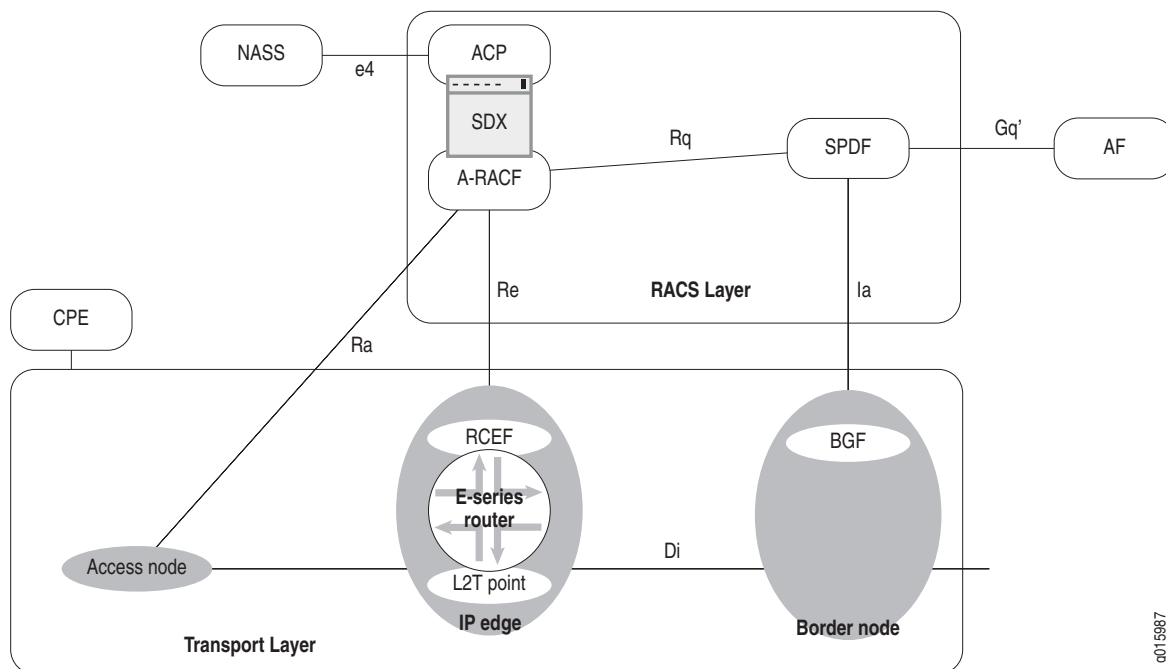 NASS
e4
ACP
SDX
A-RACF
Rq
SPDF
Gq’
AF
Re
RACS Layer
Ia
CPE
Ra
RCEF
BGF
E-series
router
Access node
Di
L2T point
IP edge
Border node
Transport Layer
g015987